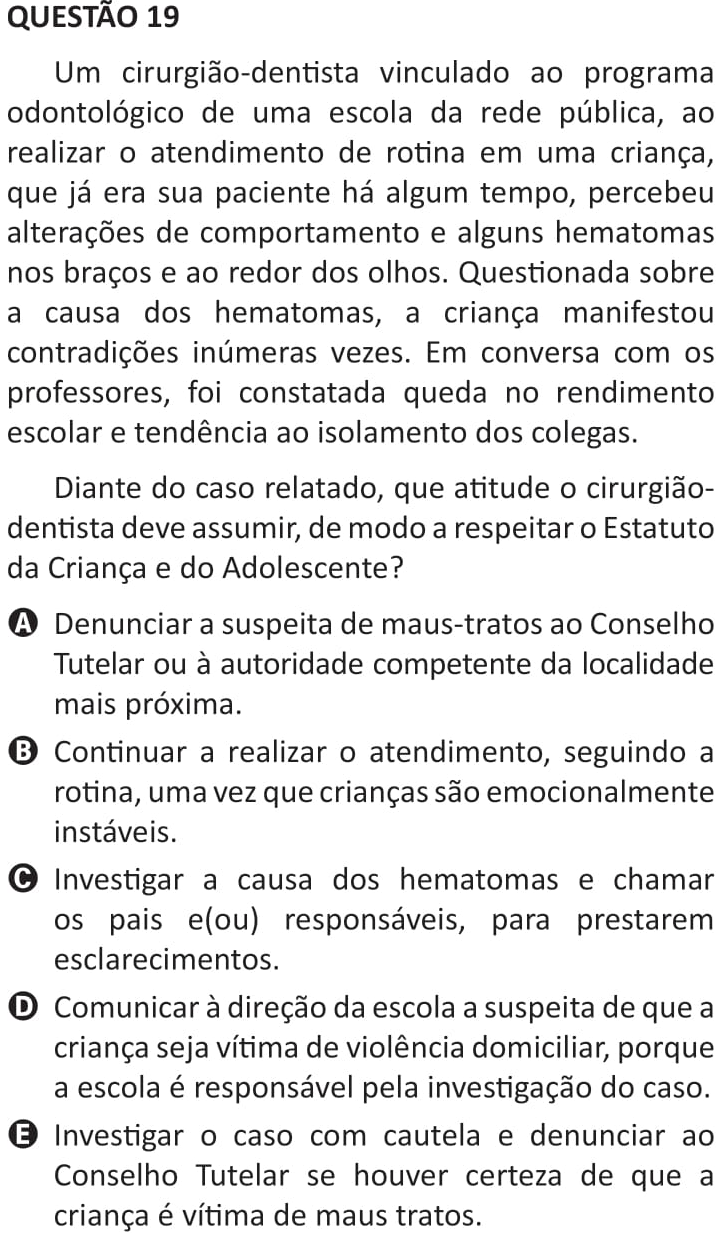 QUESTÃO 19
Um cirurgião-dentista vinculado ao programa
odontológico de uma escola da rede pública, ao
realizar o atendimento de rotina em uma criança,
que já era sua paciente há algum tempo, percebeu
alterações de comportamento e alguns hematomas
nos braços e ao redor dos olhos. Questionada sobre
a causa dos hematomas, a criança manifestou
contradições inúmeras vezes. Em conversa com os
professores, foi constatada queda no rendimento
escolar e tendência ao isolamento dos colegas.
Diante do caso relatado, que atitude o cirurgião-
dentista deve assumir, de modo a respeitar o Estatuto
da Criança e do Adolescente?
A Denunciar a suspeita de maus-tratos ao Conselho
Tutelar ou à autoridade competente da localidade
mais próxima.
B Continuar a realizar o atendimento, seguindo a
rotina, uma vez que crianças são emocionalmente
instáveis.
C Investigar a causa dos hematomas e chamar
os pais e(ou) responsáveis, para prestarem
esclarecimentos.
D Comunicar à direção da escola a suspeita de que a
criança seja vítima de violência domiciliar, porque
a escola é responsável pela investigação do caso.
E Investigar o caso com cautela e denunciar ao
Conselho Tutelar se houver certeza de que a
criança é vítima de maus tratos.